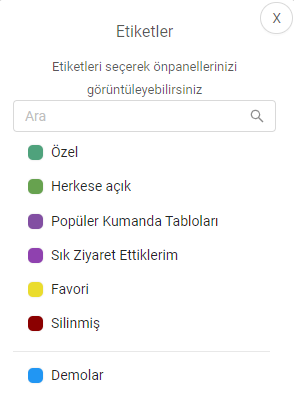 X
Etiketler
Etiketleri seçerek önpanellerinizi
görüntüleyebilirsiniz
Ara
Özel
Herkese açık
Popüler Kumanda Tabloları
Sık Ziyaret Ettiklerim
Favori
Silinmiş
Demolar